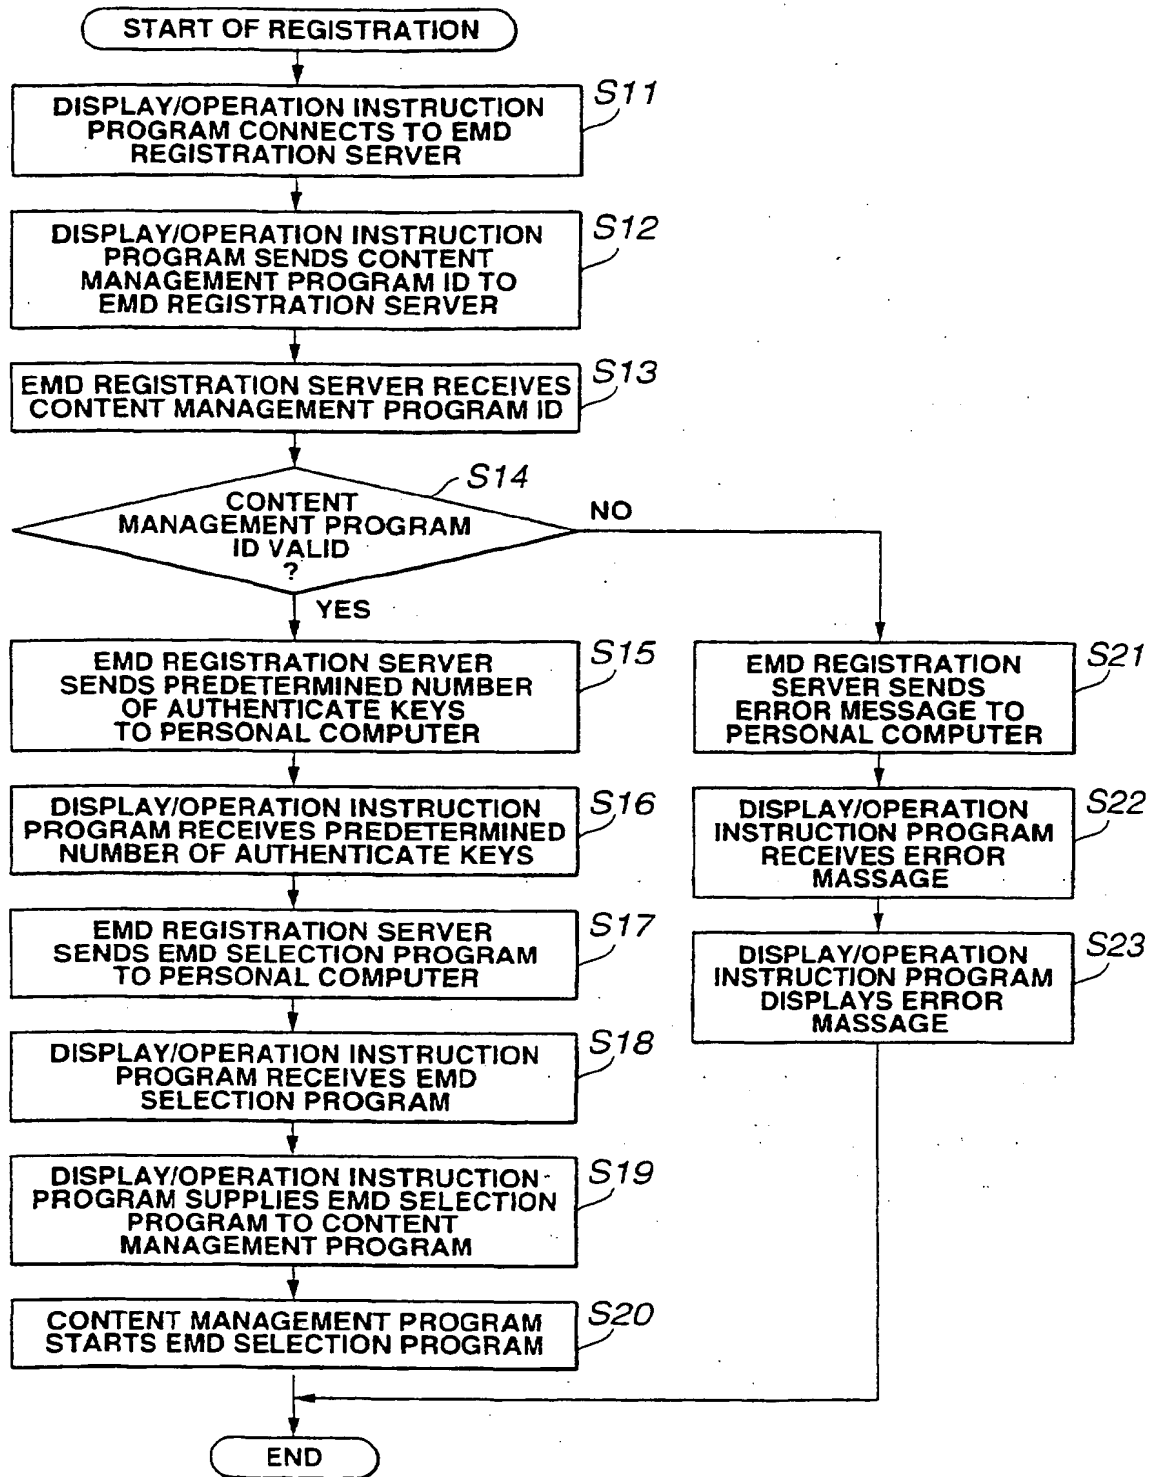 START OF REGISTRATION
S11
DISPLAY/OPERATION INSTRUCTION
PROGRAM CONNECTS TO EMD
REGISTRATION SERVER
S12
DISPLAY/OPERATION INSTRUCTION
PROGRAM SENDS CONTENT
MANAGEMENT PROGRAM ID TO
EMD REGISTRATION SERVER
S13
EMD REGISTRATION SERVER RECEIVES
CONTENT MANAGEMENT PROGRAM ID
S14
CONTENT
MANAGEMENT PROGRAM
ID VALID
?
NO
YES
S15
EMD REGISTRATION SERVER
SENDS PREDETERMINED NUMBER
OF AUTHENTICATE KEYS
TO PERSONAL COMPUTER
S16
DISPLAY/OPERATION INSTRUCTION
PROGRAM RECEIVES PREDETERMINED
NUMBER OF AUTHENTICATE KEYS
S17
EMD REGISTRATION SERVER
SENDS EMD SELECTION PROGRAM
TO PERSONAL COMPUTER
S18
DISPLAY/OPERATION INSTRUCTION
PROGRAM RECEIVES EMD
SELECTION PROGRAM
S19
DISPLAY/OPERATION INSTRUCTION
PROGRAM SUPPLIES EMD SELECTION
PROGRAM TO CONTENT
MANAGEMENT PROGRAM
S20
CONTENT MANAGEMENT PROGRAM
STARTS EMD SELECTION PROGRAM
S21
EMD REGISTRATION
SERVER SENDS
ERROR MESSAGE TO
PERSONAL COMPUTER
S22
DISPLAY/OPERATION
INSTRUCTION PROGRAM
RECEIVES ERROR
MASSAGE
S23
DISPLAY/OPERATION
INSTRUCTION PROGRAM
DISPLAYS ERROR
MASSAGE
END